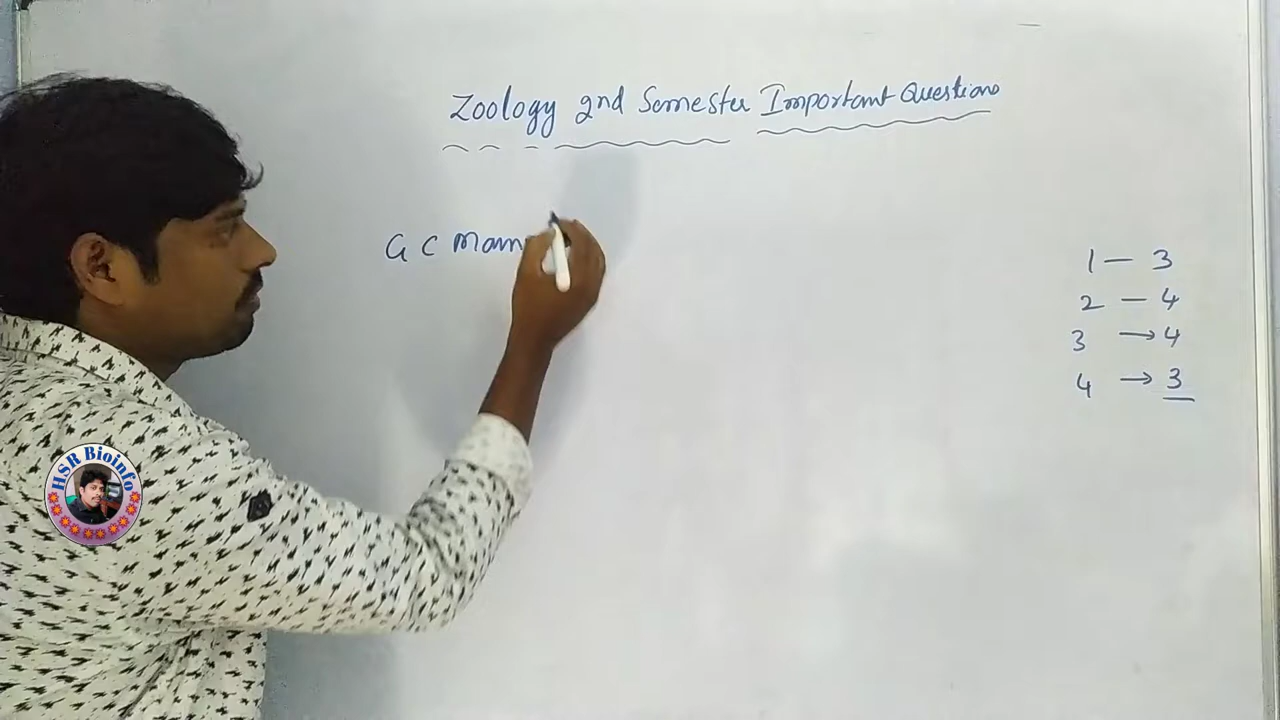 Zoology 2nd Semester Important Questions
G C Mam
1 — 3
2 — 4
3 → 4
4 → 3
HSR Bioinfo